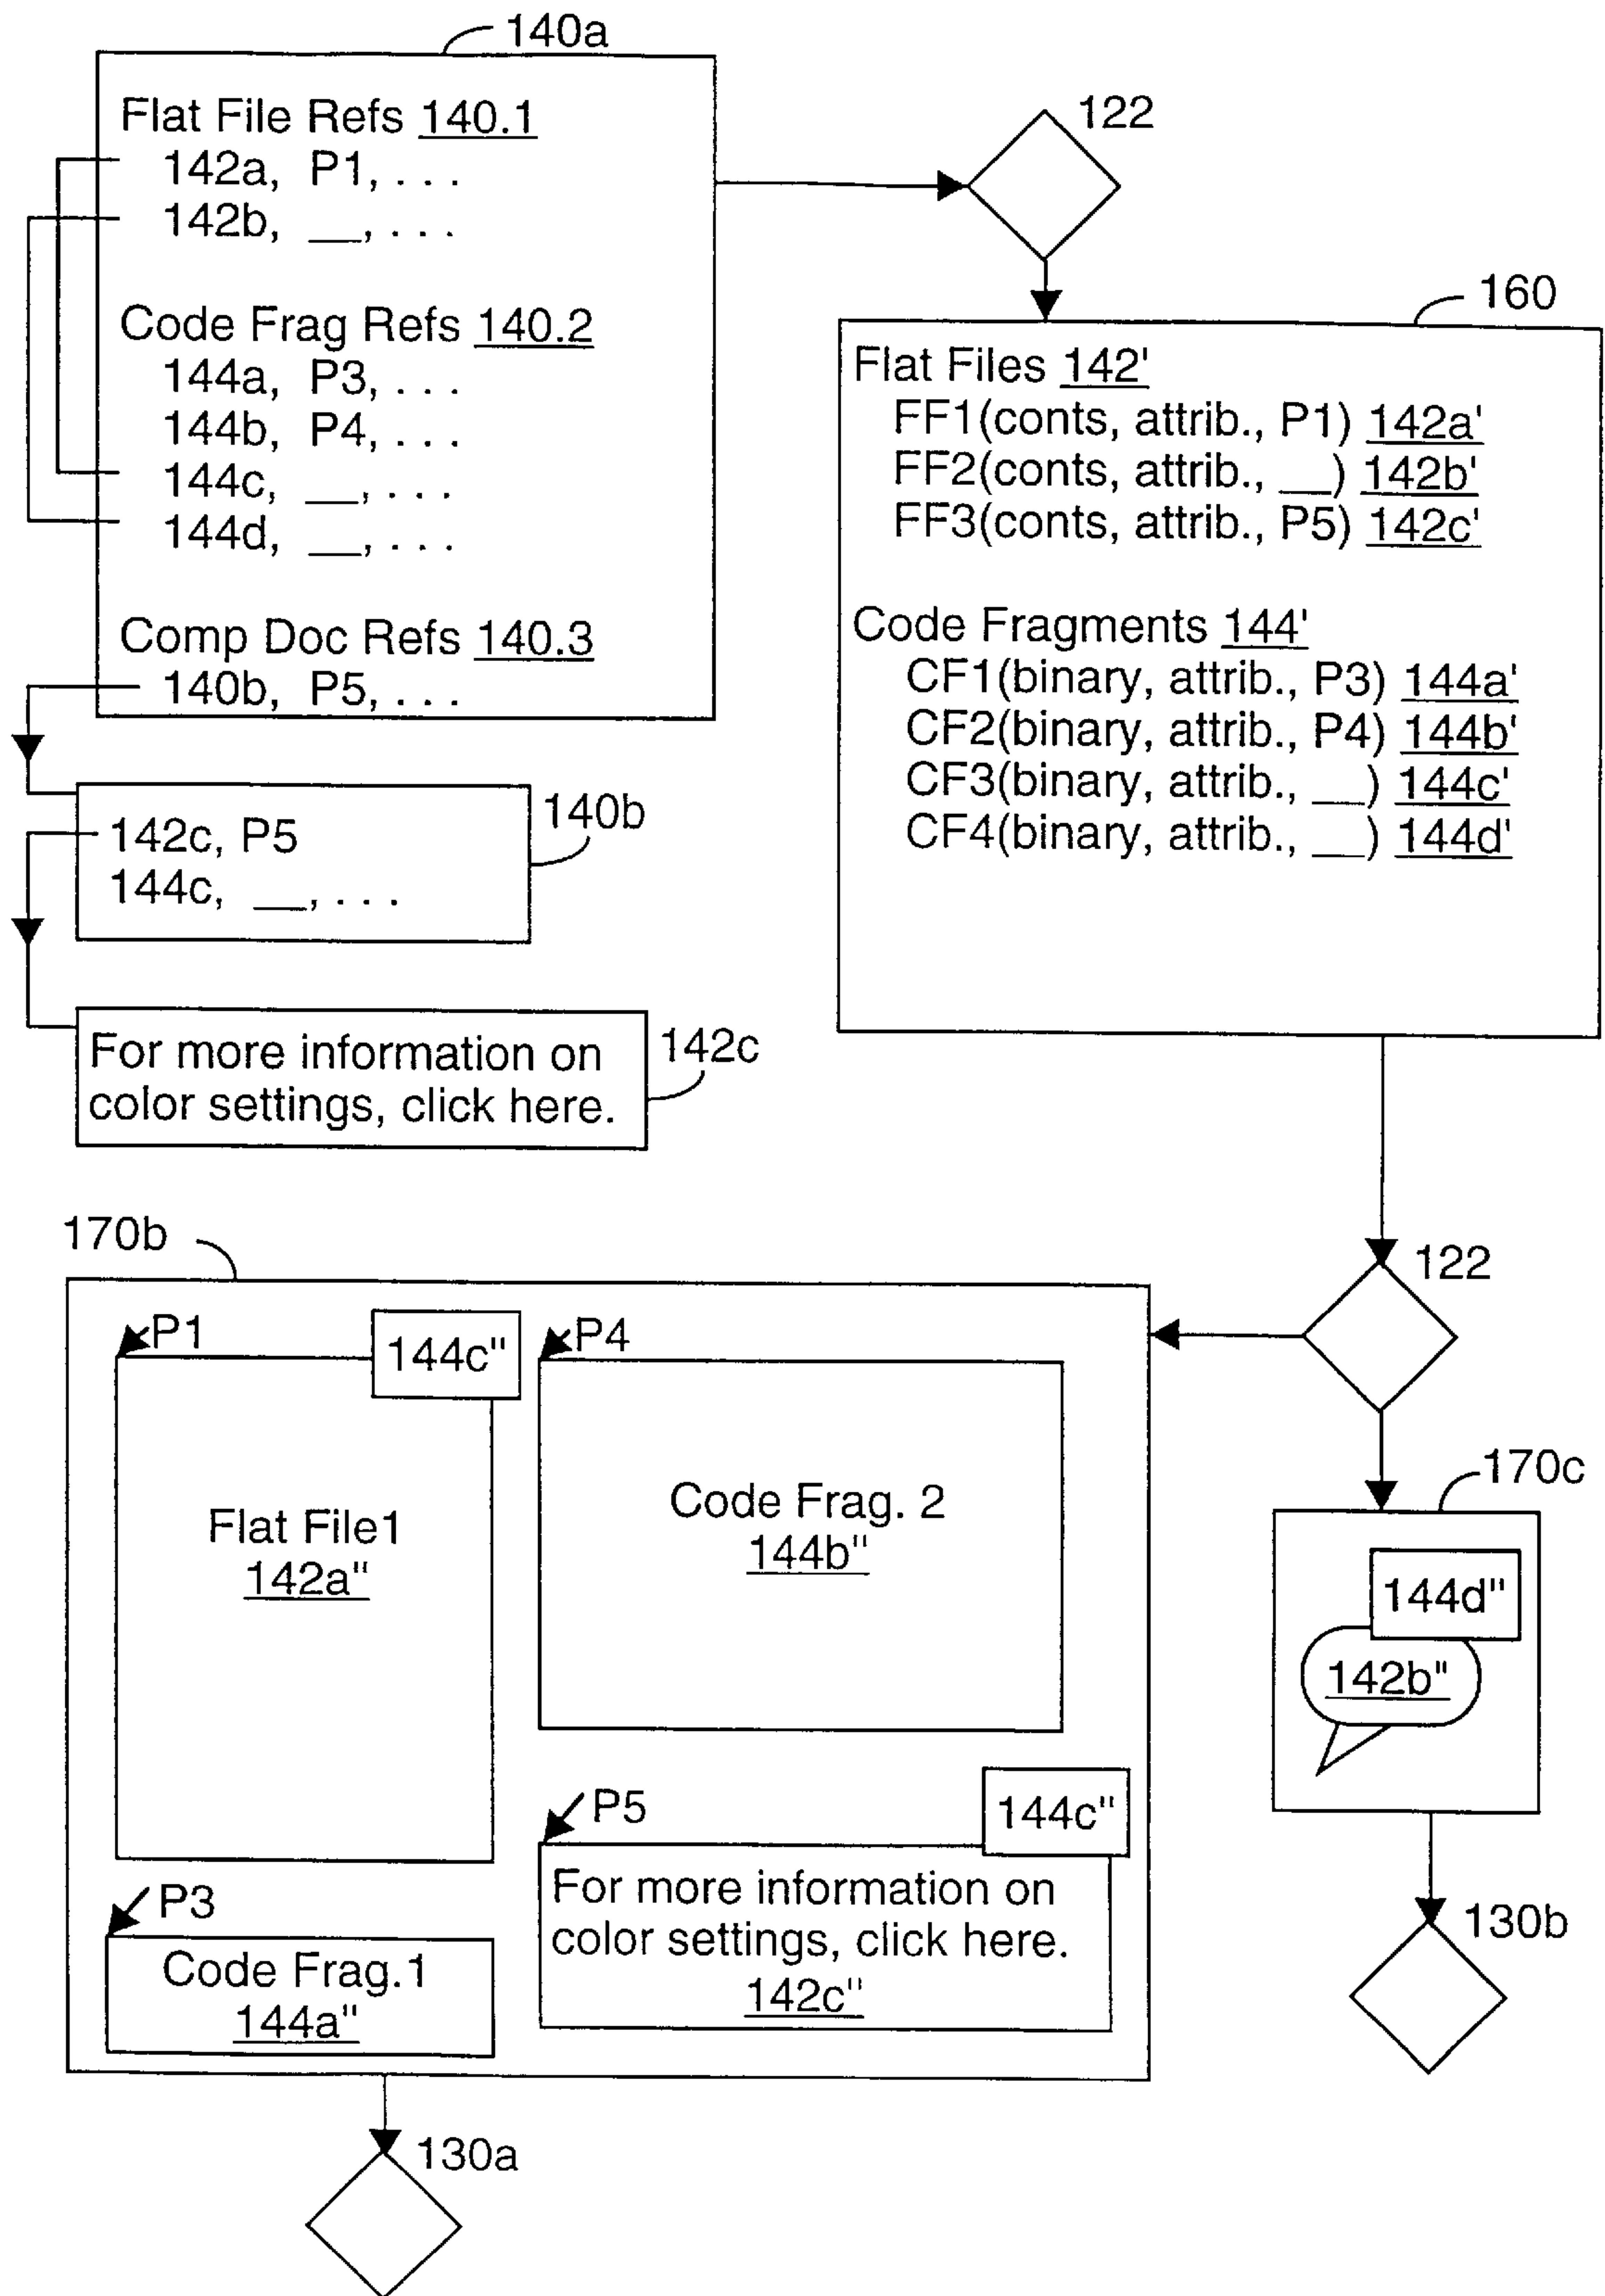 140a
Flat File Refs 140.1
142a, P1, . . .
142b, __, . . .
Code Frag Refs 140.2
144a, P3, . . .
144b, P4, . . .
144c, __, . . .
144d, __, . . .
Comp Doc Refs 140.3
140b, P5, . . .
140b
142c, P5
144c, __, . . .
142c
For more information on
color settings, click here.
122
160
Flat Files 142'
FF1(conts, attrib., P1) 142a'
FF2(conts, attrib., __) 142b'
FF3(conts, attrib., P5) 142c'
Code Fragments 144'
CF1(binary, attrib., P3) 144a'
CF2(binary, attrib., P4) 144b'
CF3(binary, attrib., __) 144c'
CF4(binary, attrib., __) 144d'
122
170b
P1
144c"
Flat File1
142a"
P4
Code Frag. 2
144b"
P3
Code Frag.1
144a"
P5
144c"
For more information on
color settings, click here.
142c"
170c
144d"
142b"
130b
130a